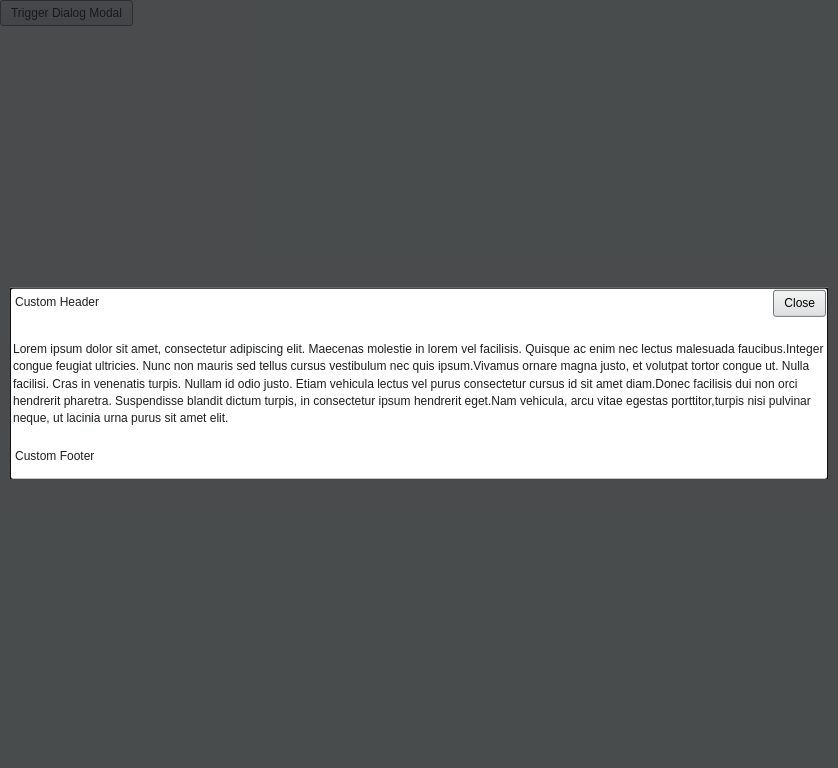 Trigger Dialog Modal
Custom Header
Close
Lorem ipsum dolor sit amet, consectetur adipiscing elit. Maecenas molestie in lorem vel facilisis. Quisque ac enim nec lectus malesuada faucibus.Integer
congue feugiat ultricies. Nunc non mauris sed tellus cursus vestibulum nec quis ipsum.Vivamus ornare magna justo, et volutpat tortor congue ut. Nulla
facilisi. Cras in venenatis turpis. Nullam id odio justo. Etiam vehicula lectus vel purus consectetur cursus id sit amet diam.Donec facilisis dui non orci
hendrerit pharetra. Suspendisse blandit dictum turpis, in consectetur ipsum hendrerit eget.Nam vehicula, arcu vitae egestas porttitor,turpis nisi pulvinar
neque, ut lacinia urna purus sit amet elit.
Custom Footer